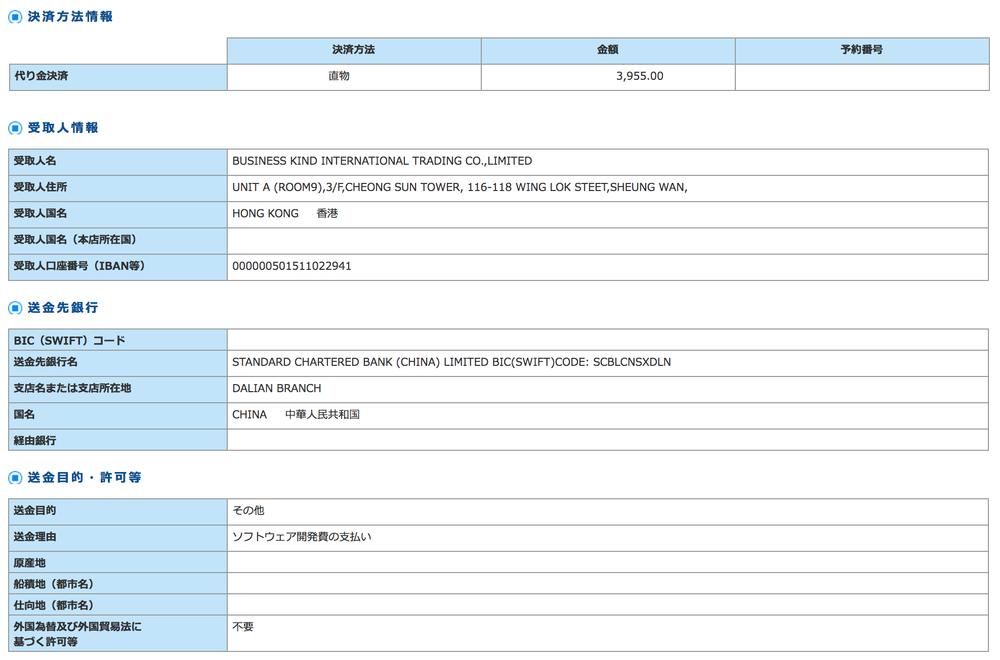 決済方法情報
決済方法 金額 予約番号
代り金決済 直物 3,955.00
受取人情報
受取人名 BUSINESS KIND INTERNATIONAL TRADING CO.,LIMITED
受取人住所 UNIT A (ROOM9),3/F,CHEONG SUN TOWER, 116-118 WING LOK STEET,SHEUNG WAN,
受取人国名 HONG KONG 香港
受取人国名（本店所在国）
受取人口座番号（IBAN等） 000000501511022941
送金先銀行
BIC（SWIFT）コード
送金先銀行名 STANDARD CHARTERED BANK (CHINA) LIMITED BIC(SWIFT)CODE: SCBLCNSXDLN
支店名または支店所在地 DALIAN BRANCH
国名 CHINA 中華人民共和国
経由銀行
送金目的・許可等
送金目的 その他
送金理由 ソフトウェア開発費の支払い
原産地
船積地（都市名）
仕向地（都市名）
外国為替及び外国貿易法に 不要
基づく許可等